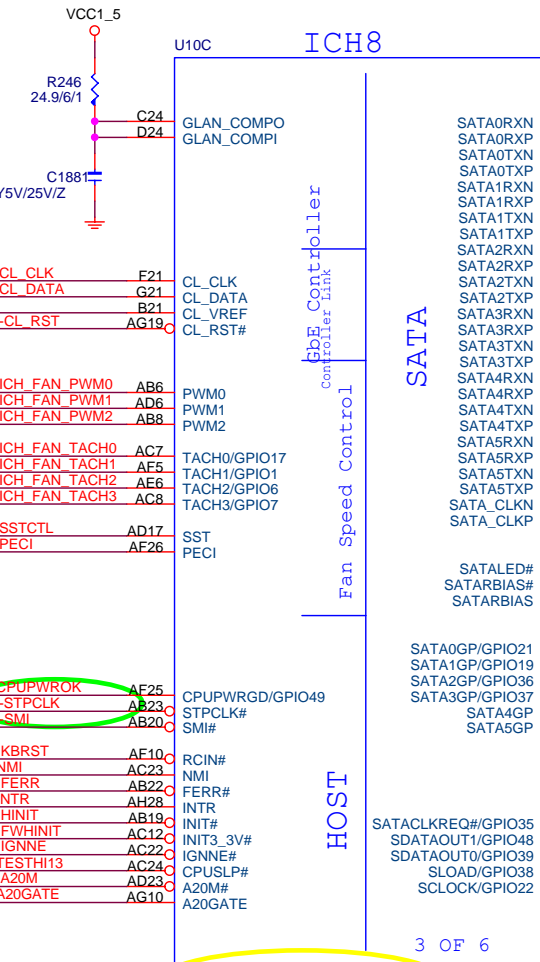 VCC1_5
U10C
ICH8
R246
24.9/6/1
C24 GLAN_COMPO
D24 GLAN_COMPI
C1881
Y5V/25V/Z
GbE Controller
CL_CLK F21 CL_CLK
CL_DATA G21 CL_DATA
B21 CL_VREF
-CL_RST AG19 CL_RST#
Controller Link
ICH_FAN_PWM0 AB6 PWM0
ICH_FAN_PWM1 AD6 PWM1
ICH_FAN_PWM2 AB8 PWM2
ICH_FAN_TACH0 AC7 TACH0/GPIO17
ICH_FAN_TACH1 AF5 TACH1/GPIO1
ICH_FAN_TACH2 AE6 TACH2/GPIO6
ICH_FAN_TACH3 AC8 TACH3/GPIO7
SSTCTL AD17 SST
PECI AF26 PECI
Fan Speed Control
CPUPWROK AF25 CPUPWRGD/GPIO49
-STPCLK AB23 STPCLK#
-SMI AB20 SMI#
KBRST AF10 RCIN#
NMI AC23 NMI
FERR AB22 FERR#
INTR AH28 INTR
HINIT AB19 INIT#
FWHINIT AC12 INIT3_3V#
IGNNE AC22 IGNNE#
TESTHI13 AC24 CPUSLP#
A20M AD23 A20M#
A20GATE AG10 A20GATE
HOST
SATA
SATA0RXN
SATA0RXP
SATA0TXN
SATA0TXP
SATA1RXN
SATA1RXP
SATA1TXN
SATA1TXP
SATA2RXN
SATA2RXP
SATA2TXN
SATA2TXP
SATA3RXN
SATA3RXP
SATA3TXN
SATA3TXP
SATA4RXN
SATA4RXP
SATA4TXN
SATA4TXP
SATA5RXN
SATA5RXP
SATA5TXN
SATA5TXP
SATA_CLKN
SATA_CLKP
SATALED#
SATARBIAS#
SATARBIAS
SATA0GP/GPIO21
SATA1GP/GPIO19
SATA2GP/GPIO36
SATA3GP/GPIO37
SATA4GP
SATA5GP
SATACLKREQ#/GPIO35
SDATAOUT1/GPIO48
SDATAOUT0/GPIO39
SLOAD/GPIO38
SCLOCK/GPIO22
3 OF 6